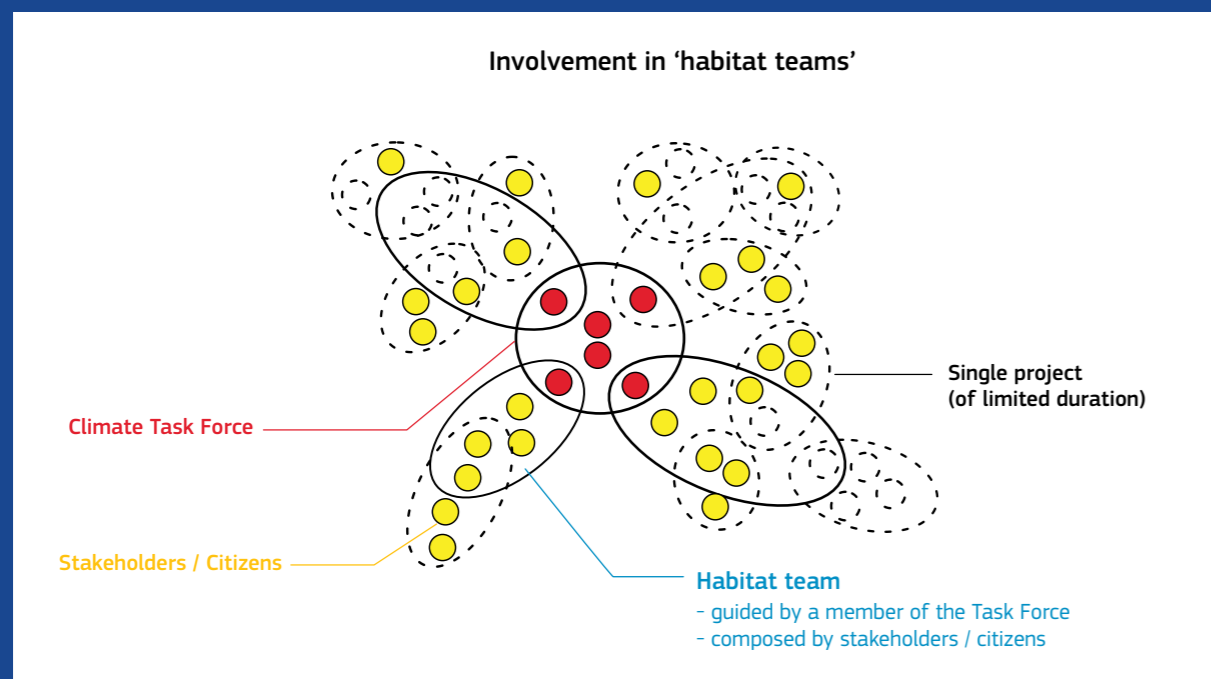 Involvement in ‘habitat teams’
Single project
(of limited duration)
Climate Task Force
Stakeholders / Citizens
Habitat team
- guided by a member of the Task Force
- composed by stakeholders / citizens